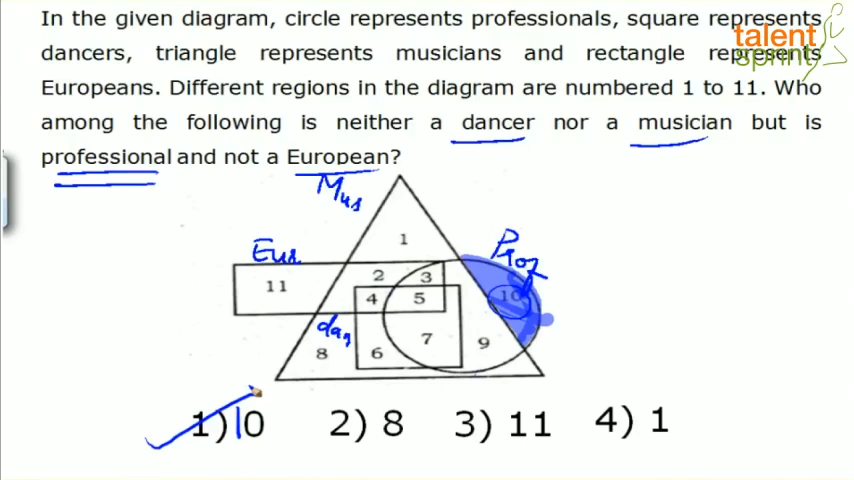 In the given diagram, circle represents professionals, square represents
dancers, triangle represents musicians and rectangle represents
Europeans. Different regions in the diagram are numbered 1 to 11. Who
among the following is neither a dancer nor a musician but is
professional and not a European?
talent
sprint
Mus
1
Eur.
Prof
11
2
3
10
4
5
dan
8
6
7
9
1) 10 2) 8 3) 11 4) 1